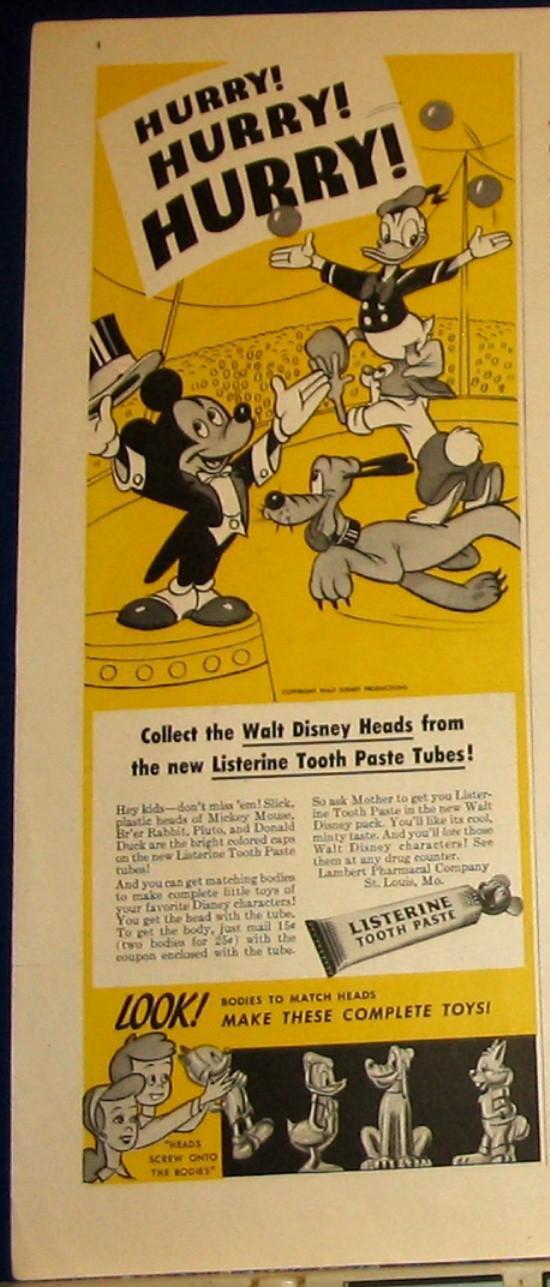 HURRY!
HURRY!
HURRY!
COPYRIGHT WALT DISNEY PRODUCTIONS
Collect the Walt Disney Heads from
the new Listerine Tooth Paste Tubes!
Hey kids—don't miss 'em! Slick,
plastic heads of Mickey Mouse,
Br'er Rabbit, Pluto, and Donald
Duck are the bright colored caps
on the new Listerine Tooth Paste
tubes!
And you can get matching bodies
to make complete little toys of
your favorite Disney characters!
You get the head with the tube.
To get the body, just mail 15¢
(two bodies for 25¢) with the
coupon enclosed with the tube.
So ask Mother to get you Lister-
ine Tooth Paste in the new Walt
Disney pack. You'll like its cool,
minty taste. And you'll love those
Walt Disney characters! See
them at any drug counter.
Lambert Pharmacal Company
St. Louis, Mo.
LISTERINE
TOOTH PASTE
LOOK!
BODIES TO MATCH HEADS
MAKE THESE COMPLETE TOYS!
"HEADS
SCREW ONTO
THE BODIES"